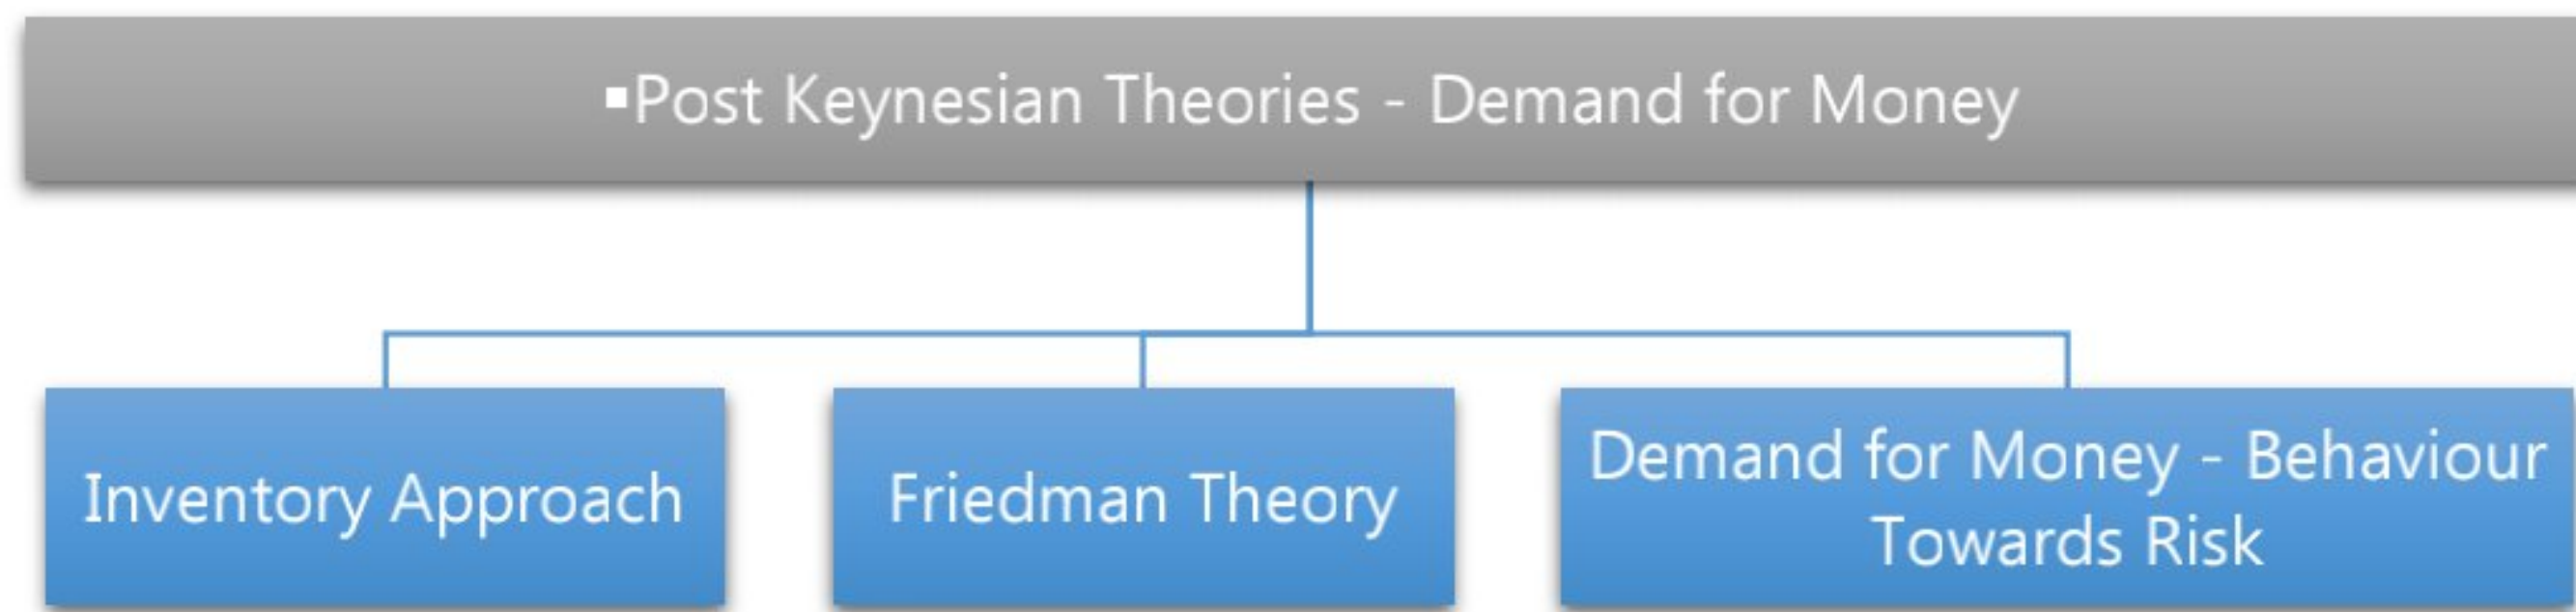 ▪Post Keynesian Theories - Demand for Money
Inventory Approach
Friedman Theory
Demand for Money - Behaviour
Towards Risk